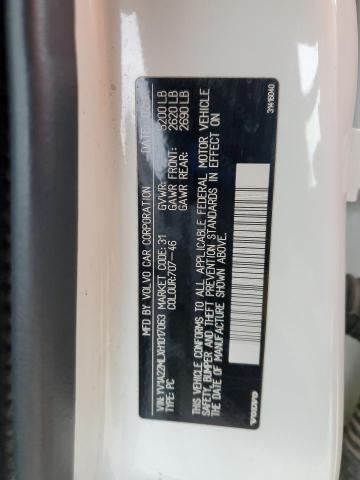 MFD BY VOLVO CAR CORPORATION DATE:
VIN: YV1A22MLXH1017063 MARKET CODE: 31 GVWR: 5200 LB
TYPE: PC COLOUR: 707-46 GAWR FRONT: 2620 LB
GAWR REAR: 2690 LB
THIS VEHICLE CONFORMS TO ALL APPLICABLE FEDERAL MOTOR VEHICLE
SAFETY, BUMPER AND THEFT PREVENTION STANDARDS IN EFFECT ON
DATE OF MANUFACTURE SHOWN ABOVE.
VOLVO 31416040